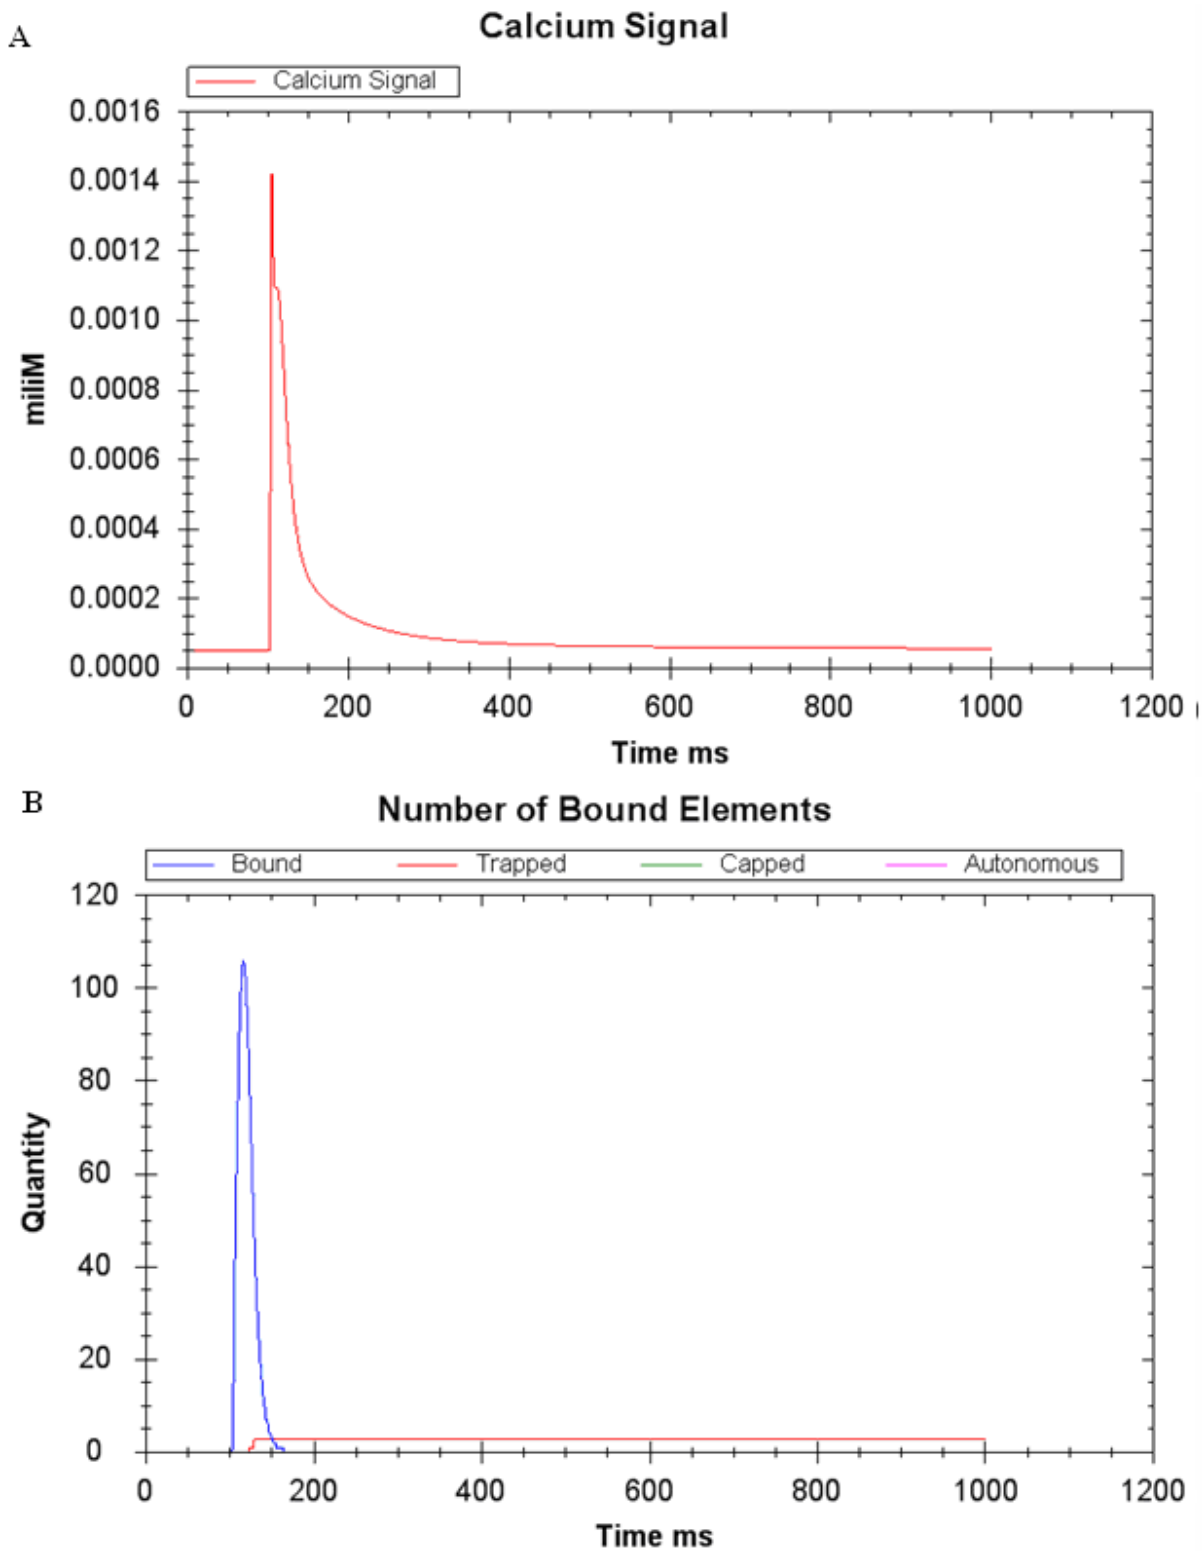 A
Calcium Signal
Calcium Signal
0.0016
0.0014
0.0012
0.0010
0.0008
0.0006
0.0004
0.0002
0.0000
miliM
0 200 400 600 800 1000 1200
Time ms
B
Number of Bound Elements
Bound Trapped Capped Autonomous
120
100
80
60
40
20
0
Quantity
0 200 400 600 800 1000 1200
Time ms